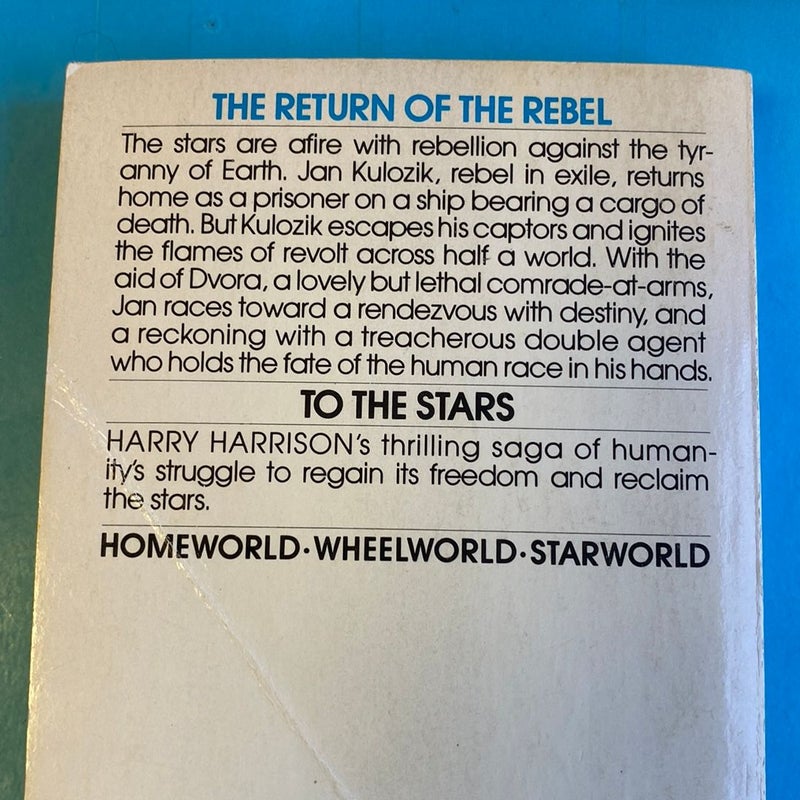 THE RETURN OF THE REBEL
The stars are afire with rebellion against the tyr-
anny of Earth. Jan Kulozik, rebel in exile, returns
home as a prisoner on a ship bearing a cargo of
death. But Kulozik escapes his captors and ignites
the flames of revolt across half a world. With the
aid of Dvora, a lovely but lethal comrade-at-arms,
Jan races toward a rendezvous with destiny, and
a reckoning with a treacherous double agent
who holds the fate of the human race in his hands.
TO THE STARS
HARRY HARRISON's thrilling saga of human-
ity's struggle to regain its freedom and reclaim
the stars.
HOMEWORLD·WHEELWORLD·STARWORLD